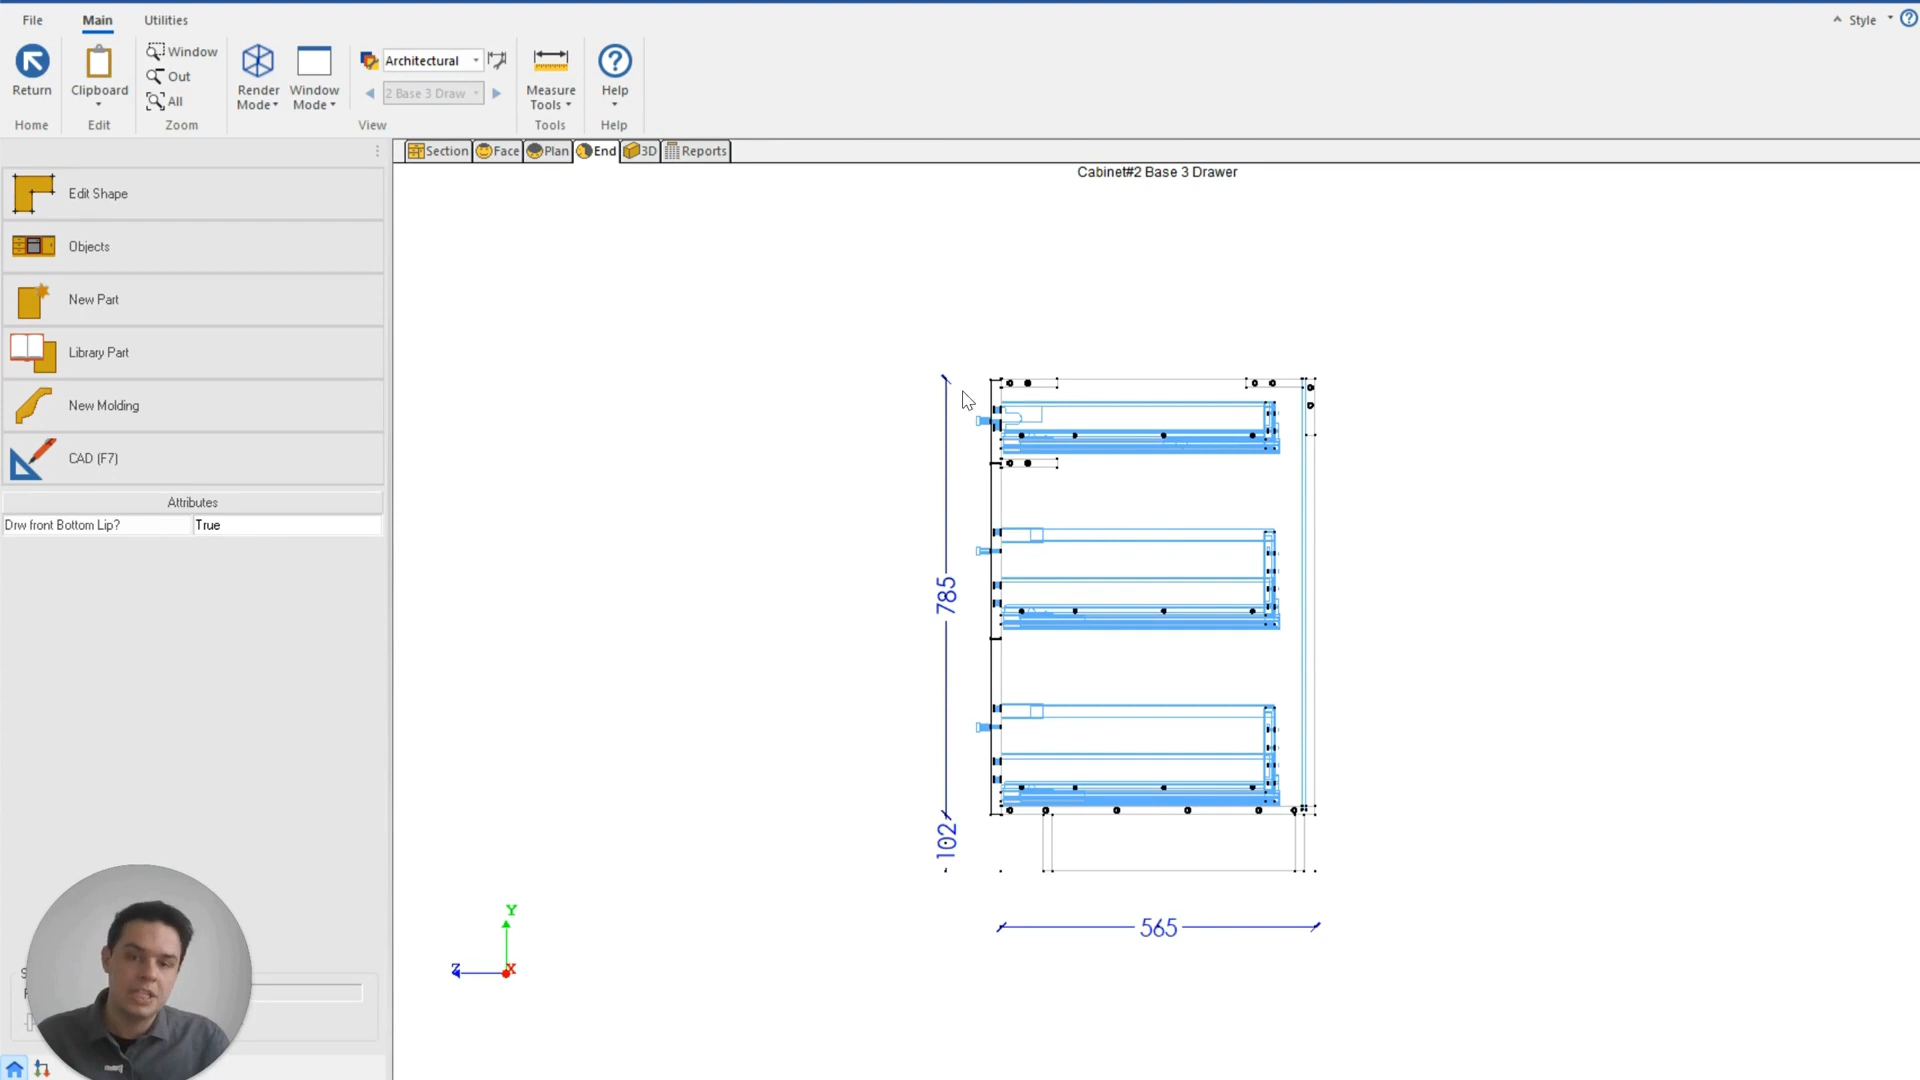 File Main Utilities Style
Window
Out
All
Return Clipboard Render Mode Window Mode Architectural Measure Tools Help
2 Base 3 Draw
Home Edit Zoom View Tools Help
Section Face Plan End 3D Reports
Cabinet#2 Base 3 Drawer
Edit Shape
Objects
New Part
Library Part
New Molding
CAD (F7)
Attributes
Drw front Bottom Lip? True
785
102
565
Y
Z X